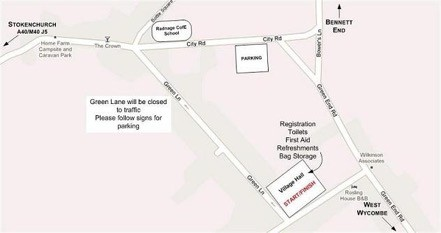 STOKENCHURCH
A40/M40 J5
Home Farm
Campsite and
Caravan Park
The Crown
Radnage CofE
School
City Rd
City Rd
PARKING
BENNETT
END
Bower's Ln
Green End Rd
Green Ln
Green Lane will be closed
to traffic
Please follow signs for
parking
Registration
Toilets
First Aid
Refreshments
Bag Storage
Wilkinson
Associates
Village Hall
START/FINISH
Green Ln
House B&B
Green End Rd
WEST
WYCOMBE